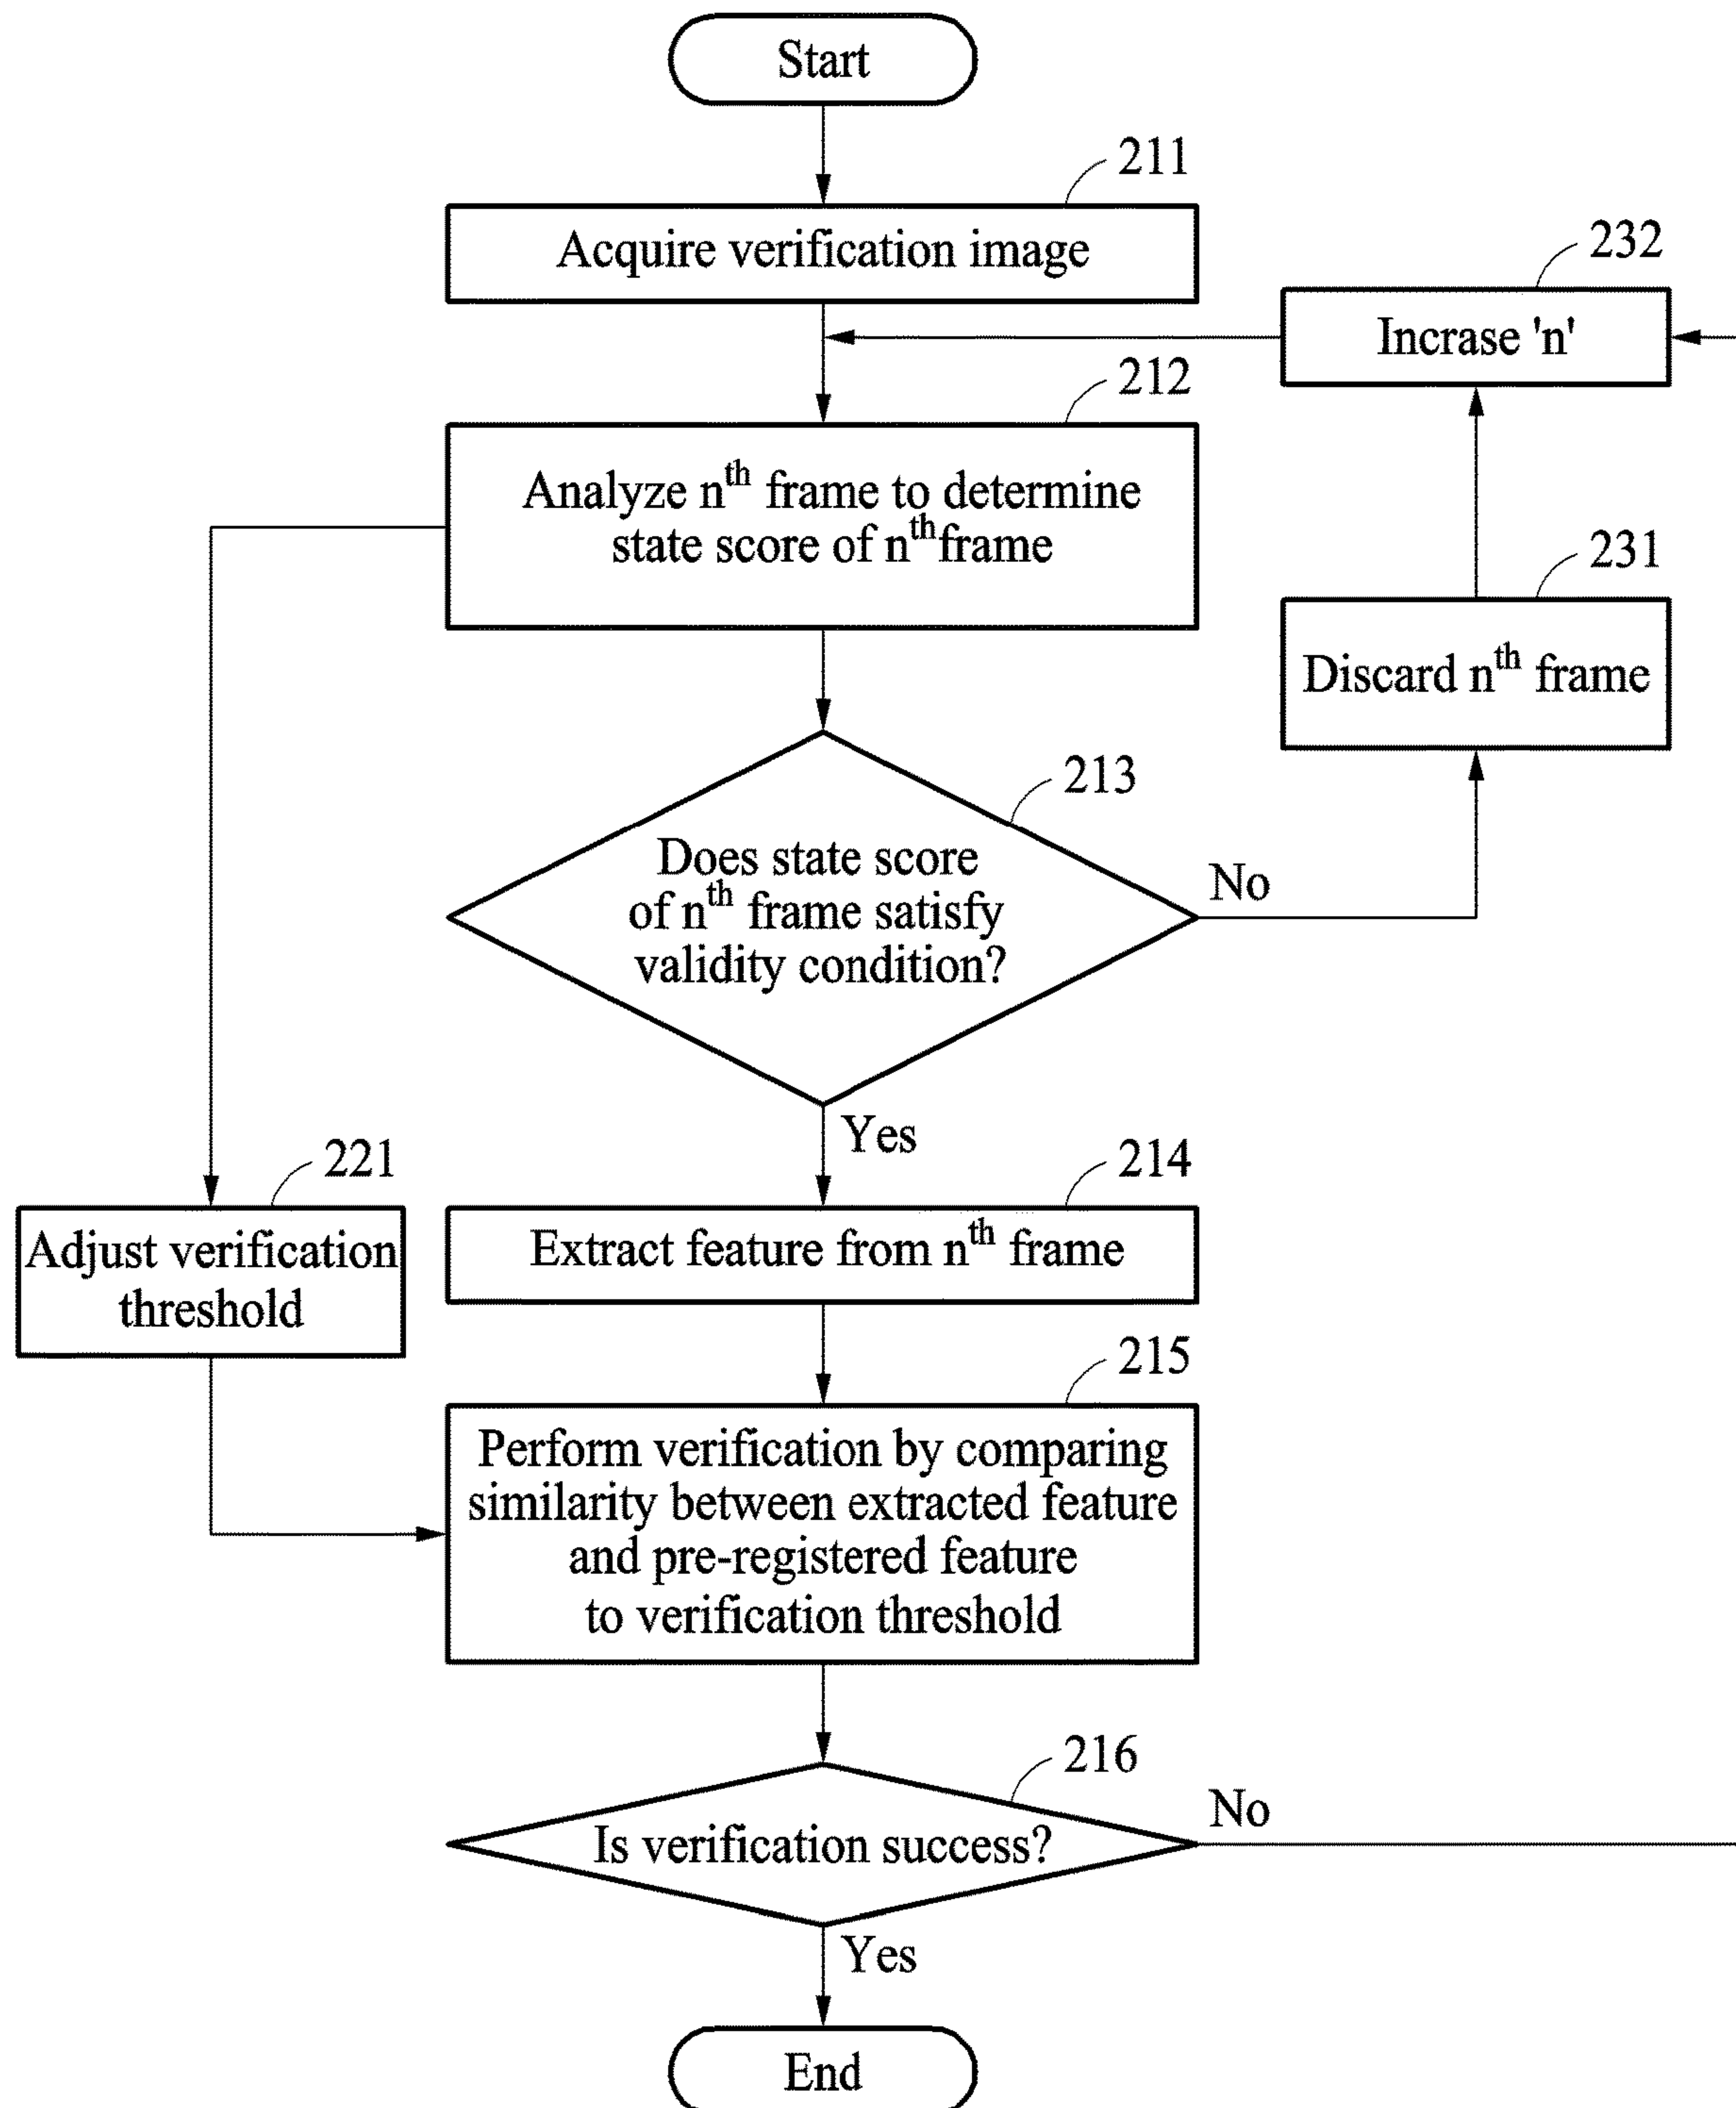 Start
211
Acquire verification image
232
Incrase 'n'
212
Analyze nth frame to determine
state score of nthframe
231
Discard nth frame
213
Does state score
of nth frame satisfy
validity condition?
No
Yes
221
Adjust verification
threshold
214
Extract feature from nth frame
215
Perform verification by comparing
similarity between extracted feature
and pre-registered feature
to verification threshold
216
Is verification success?
No
Yes
End